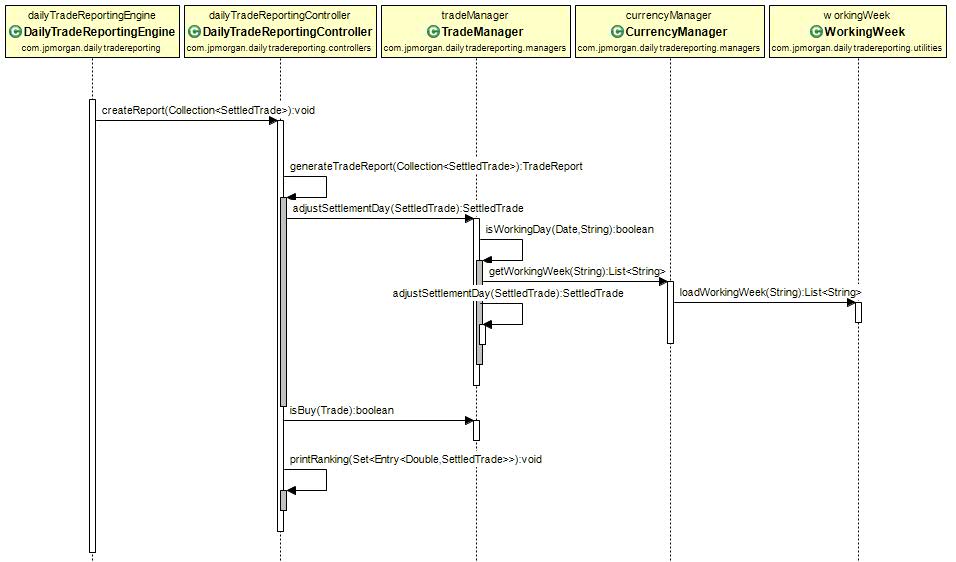 dailyTradeReportingEngine
C DailyTradeReportingEngine
com.jpmorgan.dailytradereporting
dailyTradeReportingController
C DailyTradeReportingController
com.jpmorgan.dailytradereporting.controllers
tradeManager
C TradeManager
com.jpmorgan.dailytradereporting.managers
currencyManager
C CurrencyManager
com.jpmorgan.dailytradereporting.managers
workingWeek
C WorkingWeek
com.jpmorgan.dailytradereporting.utilities
createReport(Collection<SettledTrade>):void
generateTradeReport(Collection<SettledTrade>):TradeReport
adjustSettlementDay(SettledTrade):SettledTrade
isWorkingDay(Date,String):boolean
getWorkingWeek(String):List<String>
adjustSettlementDay(SettledTrade):SettledTrade
loadWorkingWeek(String):List<String>
isBuy(Trade):boolean
printRanking(Set<Entry<Double,SettledTrade>>):void